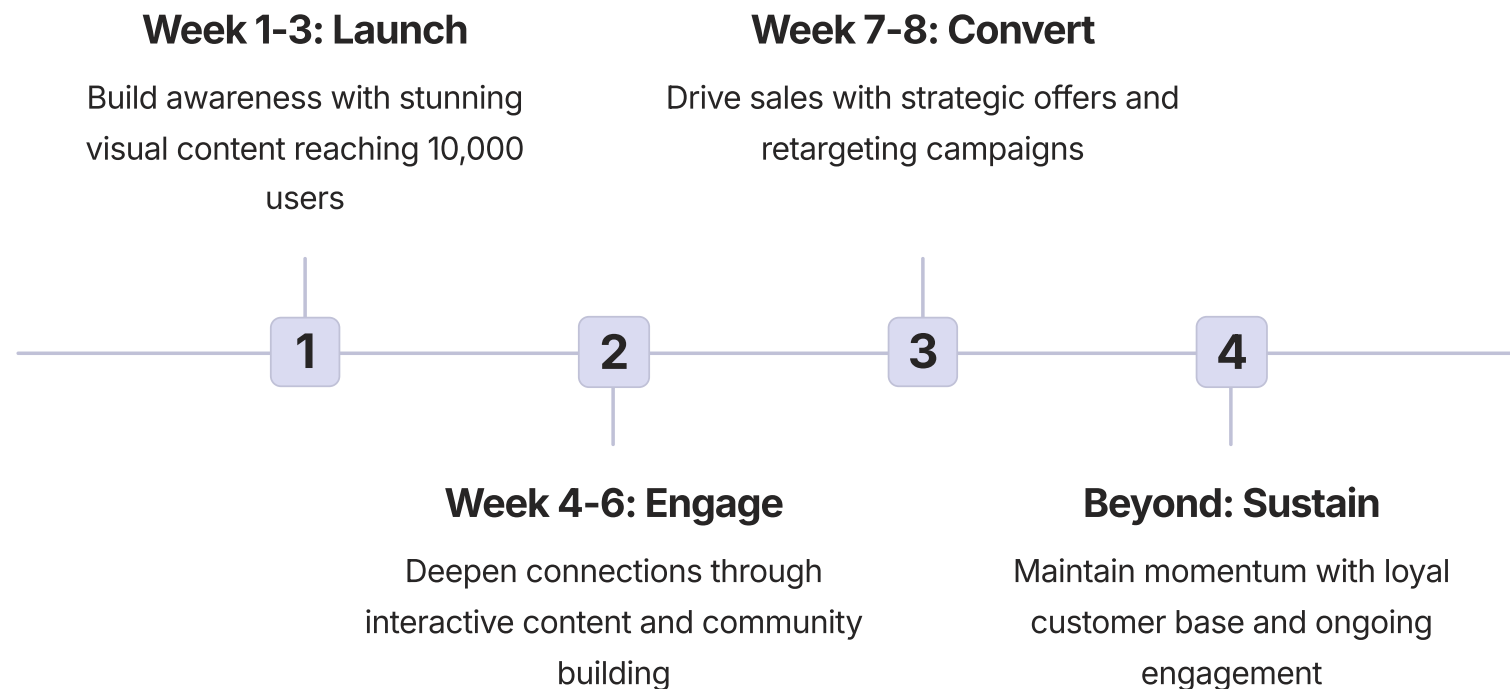 Week 1-3: Launch
Build awareness with stunning
visual content reaching 10,000
users
Week 7-8: Convert
Drive sales with strategic offers and
retargeting campaigns
1
2
3
4
Week 4-6: Engage
Deepen connections through
interactive content and community
building
Beyond: Sustain
Maintain momentum with loyal
customer base and ongoing
engagement